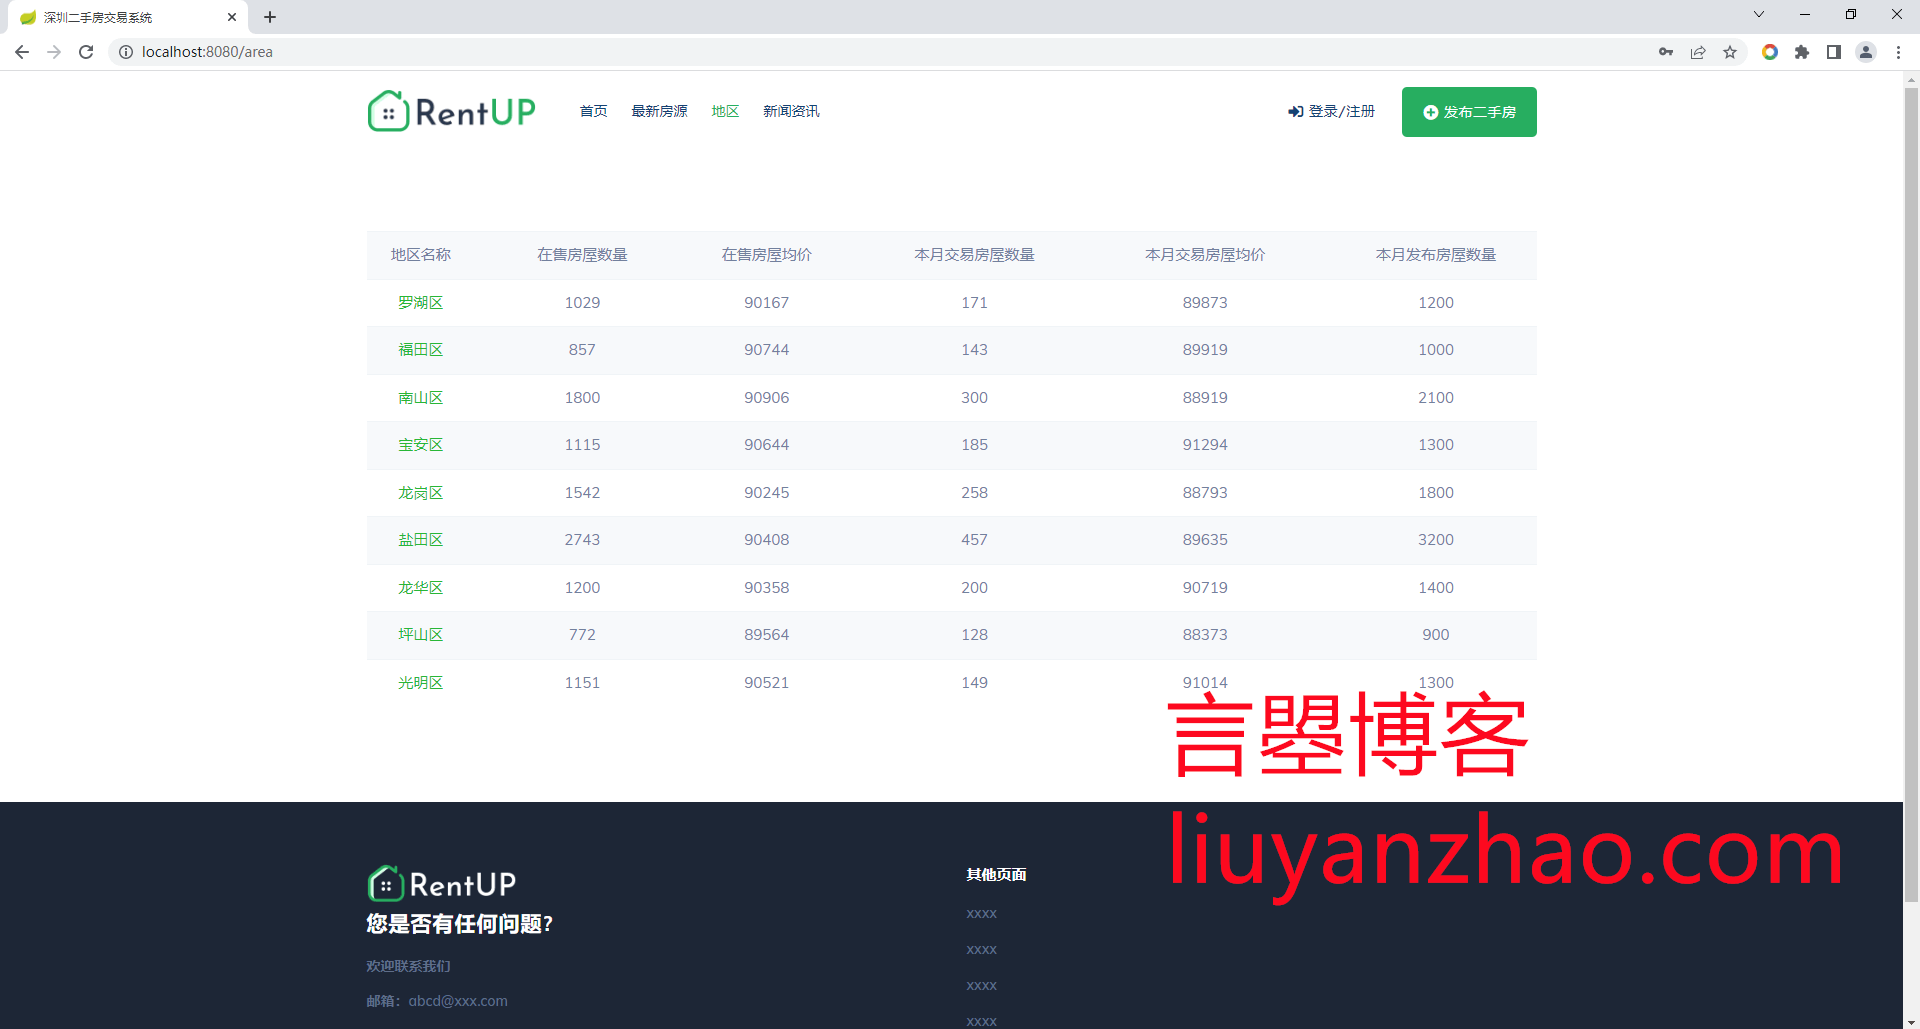 深圳二手房交易系统
localhost:8080/area
RentUP 首页 最新房源 地区 新闻资讯 登录/注册 发布二手房
地区名称 在售房屋数量 在售房屋均价 本月交易房屋数量 本月交易房屋均价 本月发布房屋数量
罗湖区 1029 90167 171 89873 1200
福田区 857 90744 143 89919 1000
南山区 1800 90906 300 88919 2100
宝安区 1115 90644 185 91294 1300
龙岗区 1542 90245 258 88793 1800
盐田区 2743 90408 457 89635 3200
龙华区 1200 90358 200 90719 1400
坪山区 772 89564 128 88373 900
光明区 1151 90521 149 91014 1300
言曌博客
liuyanzhao.com
RentUP
您是否有任何问题?
欢迎联系我们
邮箱：abcd@xxx.com
其他页面
xxxx
xxxx
xxxx
xxxx